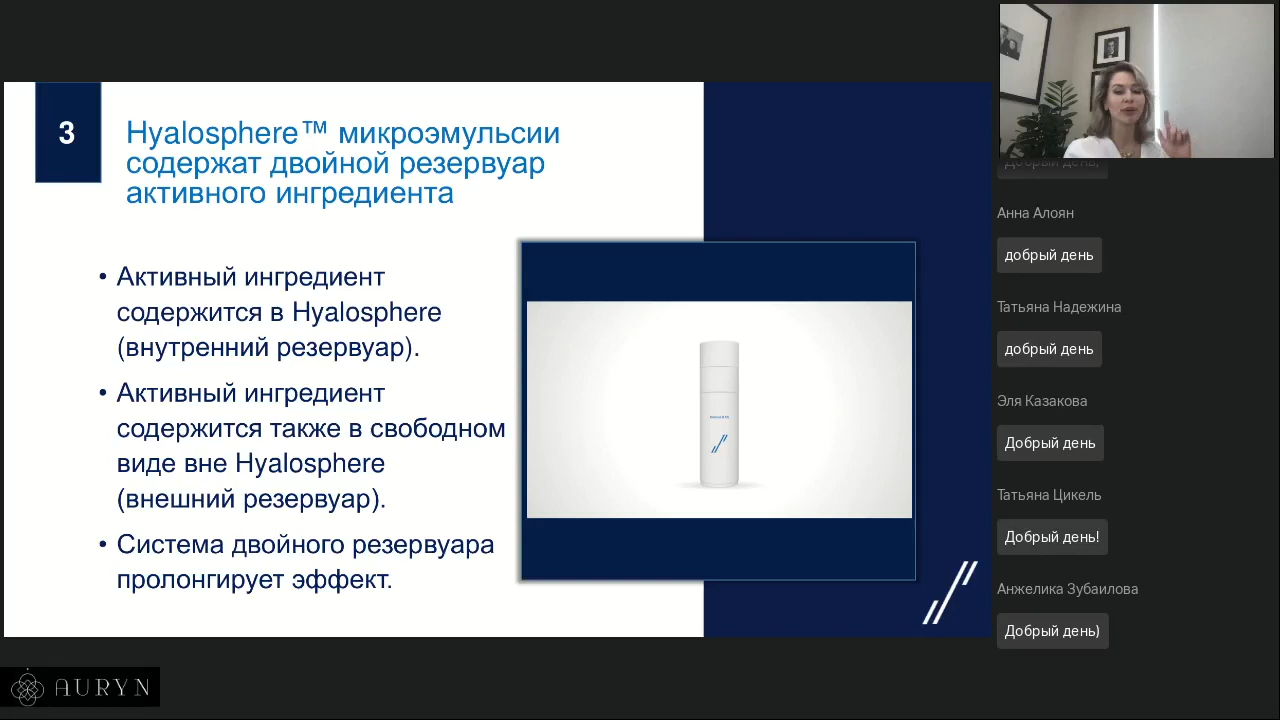 3
Hyalosphere™ микроэмульсии
содержат двойной резервуар
активного ингредиента
• Активный ингредиент
содержится в Hyalosphere
(внутренний резервуар).
• Активный ингредиент
содержится также в свободном
виде вне Hyalosphere
(внешний резервуар).
• Система двойного резервуара
пролонгирует эффект.
Добрый день,
Анна Алоян
добрый день
Татьяна Надежина
добрый день
Эля Казакова
Добрый день
Татьяна Цикель
Добрый день!
Анжелика Зубаилова
Добрый день)
AURYN